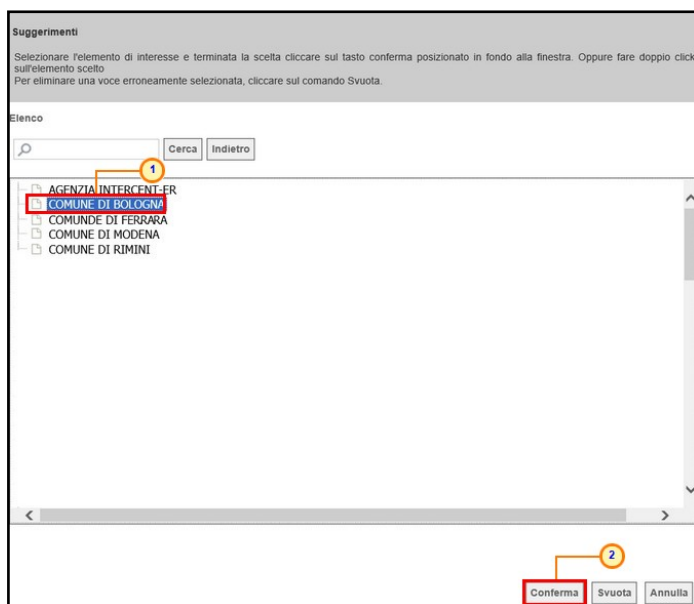 Suggerimenti
Selezionare l'elemento di interesse e terminata la scelta cliccare sul tasto conferma posizionato in fondo alla finestra. Oppure fare doppio click
sull'elemento scelto
Per eliminare una voce erroneamente selezionata, cliccare sul comando Svuota.
Elenco
Cerca Indietro
1
AGENZIA INTERCENT-ER
COMUNE DI BOLOGNA
COMUNDE DI FERRARA
COMUNE DI MODENA
COMUNE DI RIMINI
2
Conferma Svuota Annulla